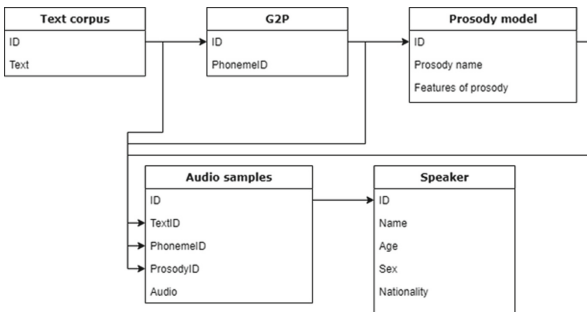 Text corpus
ID
Text
G2P
ID
PhonemeID
Prosody model
ID
Prosody name
Features of prosody
Audio samples
ID
TextID
PhonemeID
ProsodyID
Audio
Speaker
ID
Name
Age
Sex
Nationality